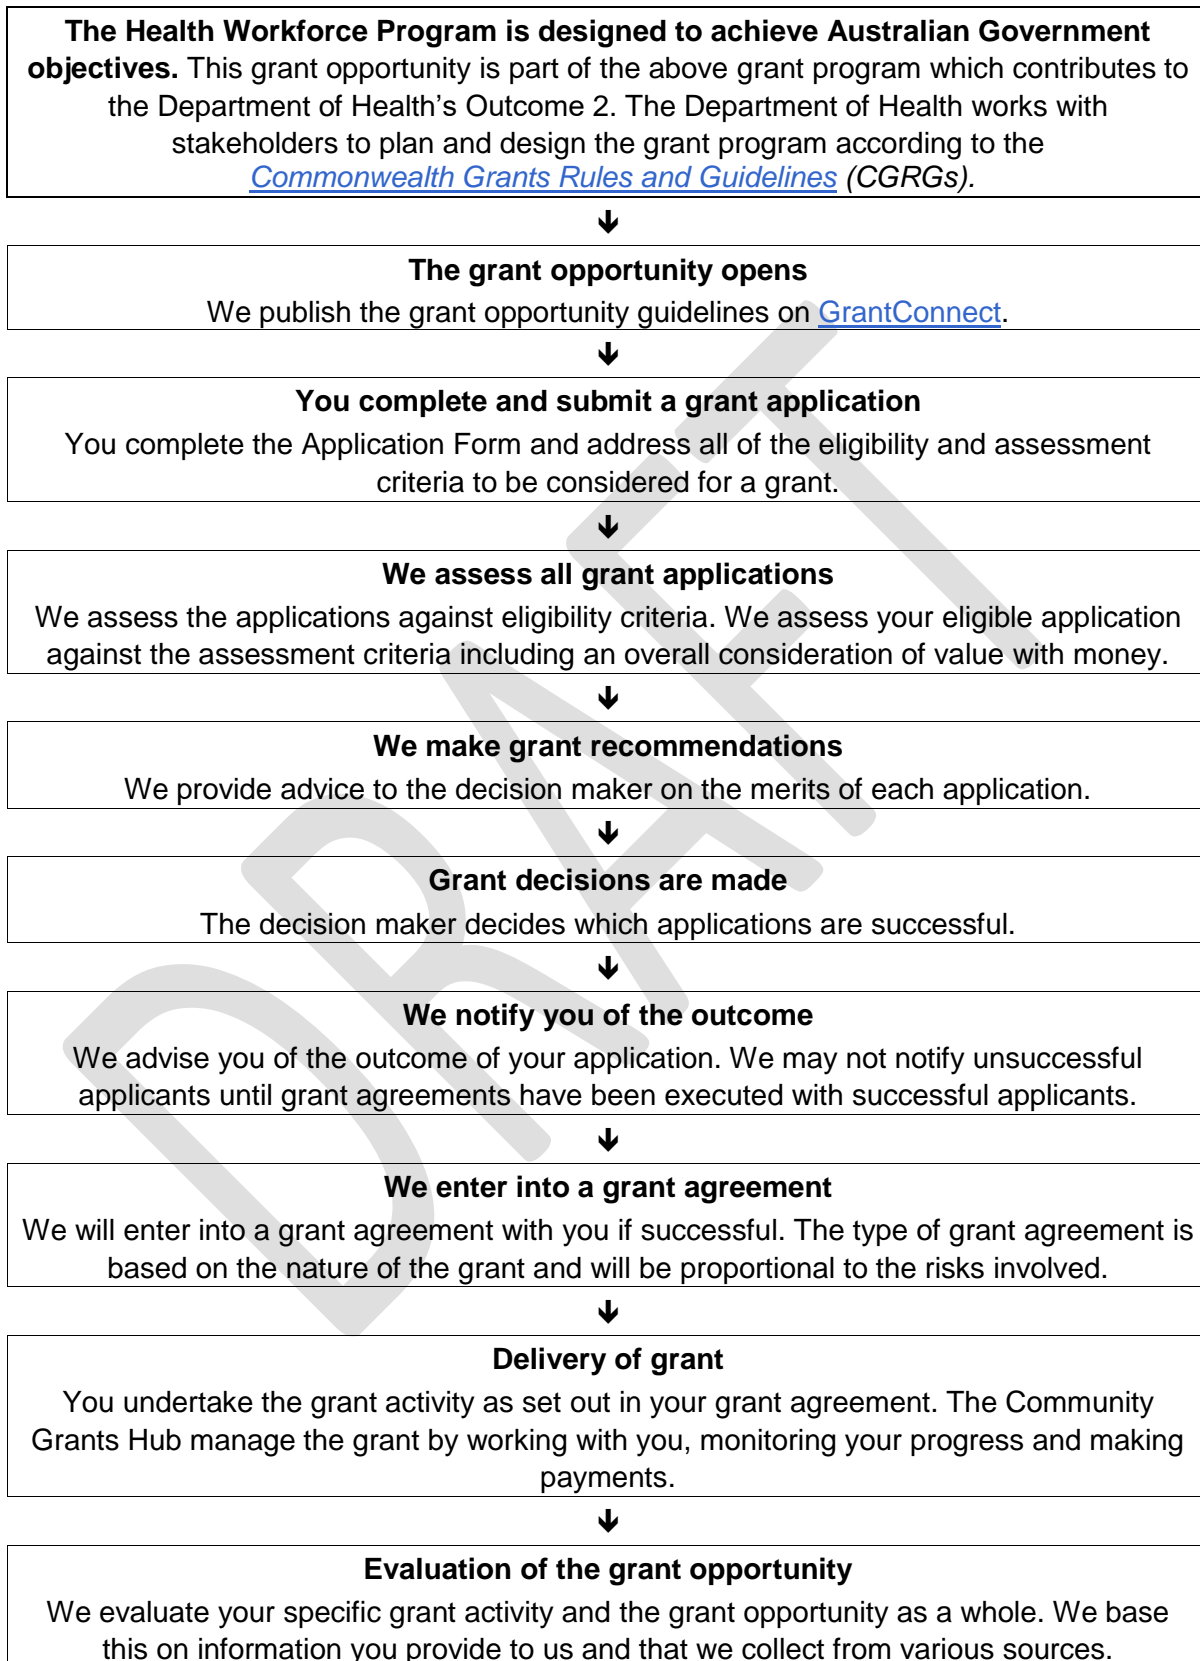 The Health Workforce Program is designed to achieve Australian Government
objectives. This grant opportunity is part of the above grant program which contributes to
the Department of Health's Outcome 2. The Department of Health works with
stakeholders to plan and design the grant program according to the
Commonwealth Grants Rules and Guidelines (CGRGs).
The grant opportunity opens
We publish the grant opportunity guidelines on GrantConnect.
You complete and submit a grant application
You complete the Application Form and address all of the eligibility and assessment
criteria to be considered for a grant.
We assess all grant applications
We assess the applications against eligibility criteria. We assess your eligible application
against the assessment criteria including an overall consideration of value with money.
We make grant recommendations
We provide advice to the decision maker on the merits of each application.
Grant decisions are made
The decision maker decides which applications are successful.
We notify you of the outcome
We advise you of the outcome of your application. We may not notify unsuccessful
applicants until grant agreements have been executed with successful applicants.
We enter into a grant agreement
We will enter into a grant agreement with you if successful. The type of grant agreement is
based on the nature of the grant and will be proportional to the risks involved.
Delivery of grant
You undertake the grant activity as set out in your grant agreement. The Community
Grants Hub manage the grant by working with you, monitoring your progress and making
payments.
Evaluation of the grant opportunity
We evaluate your specific grant activity and the grant opportunity as a whole. We base
this on information you provide to us and that we collect from various sources.
DRAFT